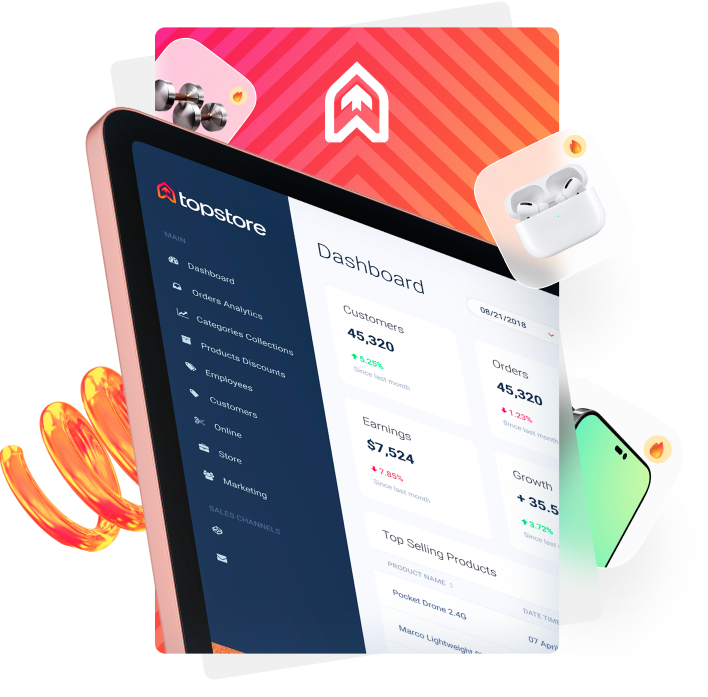 topstore
MAIN
Dashboard
Orders Analytics
Categories Collections
Products Discounts
Employees
Customers
Online
Store
Marketing
SALES CHANNELS
Dashboard
08/21/2018
Customers
45,320
5.25%
Since last month
Orders
45,320
1.23%
Since last month
Earnings
$7,524
7.85%
Since last month
Growth
+ 35.5
3.72%
Since last
Top Selling Products
PRODUCT NAME
DATE TIME
Pocket Drone 2.4G
07 April
Marco Lightweight